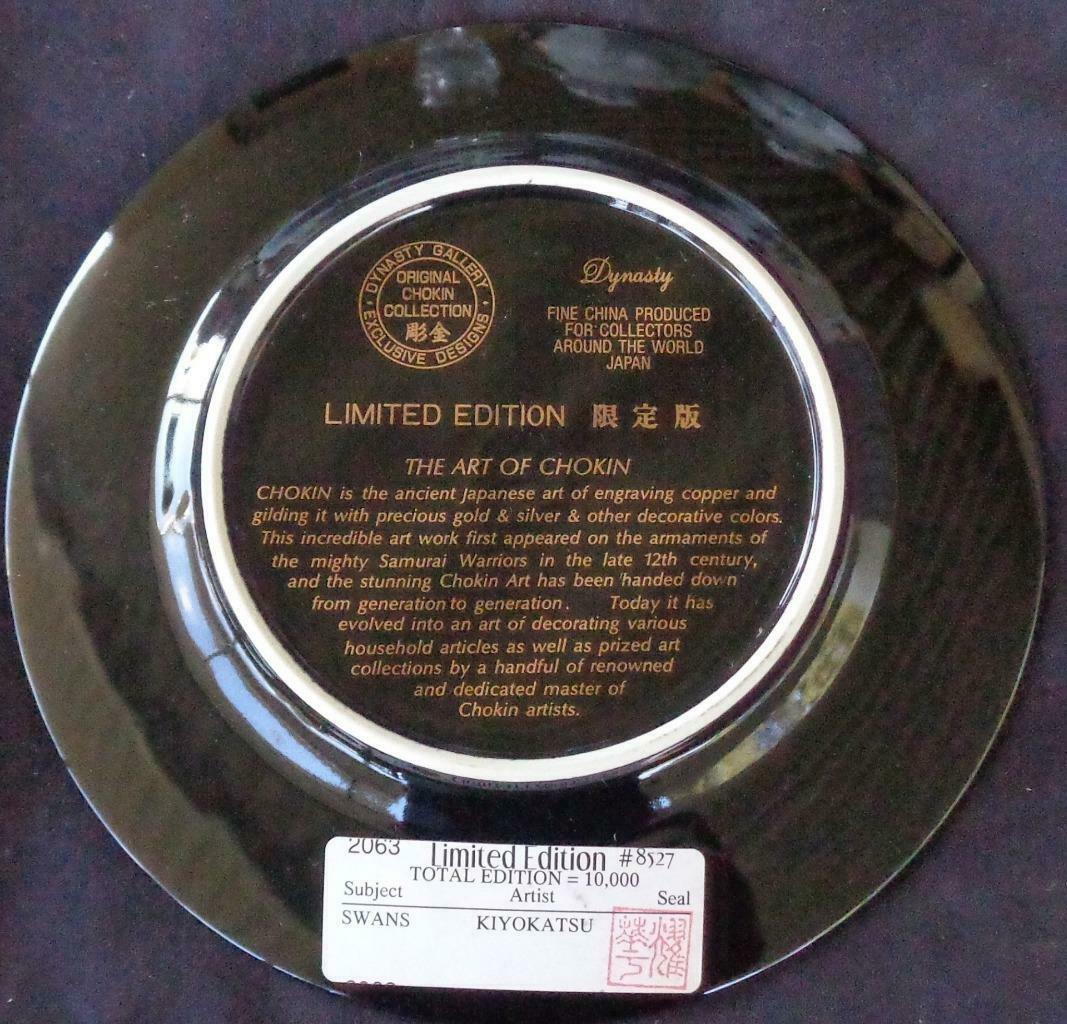 DYNASTY GALLERY
ORIGINAL
CHOKIN
COLLECTION
彫金
EXCLUSIVE DESIGNS
Dynasty
FINE CHINA PRODUCED
FOR COLLECTORS
AROUND THE WORLD
JAPAN
LIMITED EDITION 限定版
THE ART OF CHOKIN
CHOKIN is the ancient Japanese art of engraving copper and
gilding it with precious gold & silver & other decorative colors.
This incredible art work first appeared on the armaments of
the mighty Samurai Warriors in the late 12th century,
and the stunning Chokin Art has been handed down
from generation to generation. Today it has
evolved into an art of decorating various
household articles as well as prized art
collections by a handful of renowned
and dedicated master of
Chokin artists.
2063 Limited Edition #8527
TOTAL EDITION = 10,000
Subject Artist Seal
SWANS KIYOKATSU